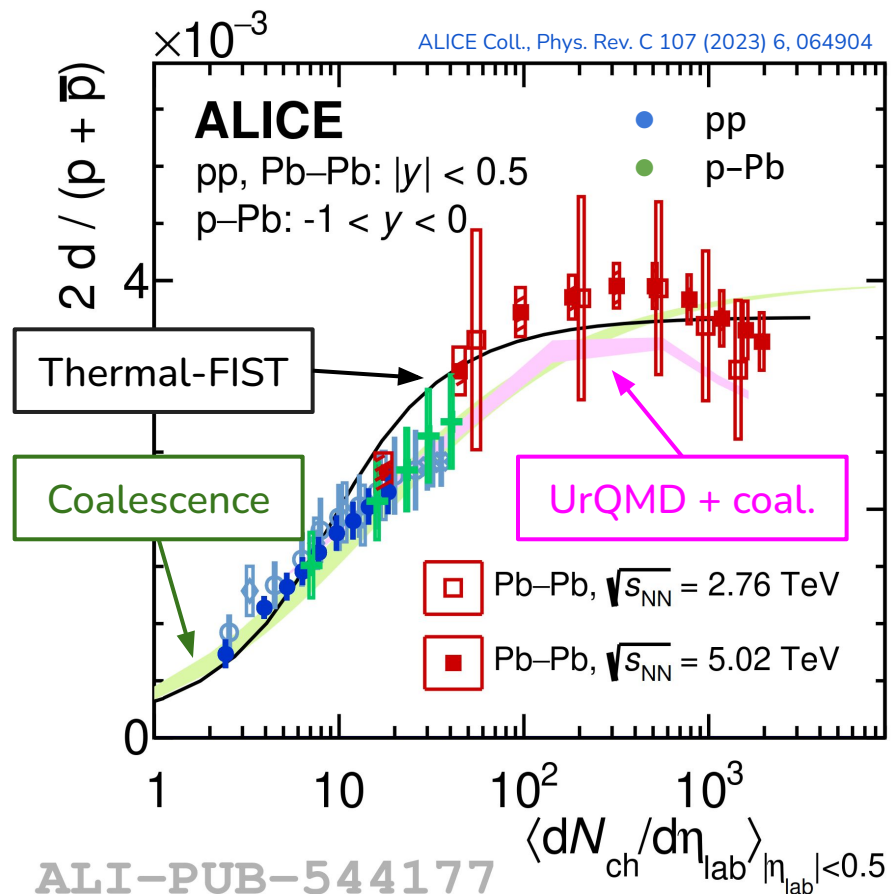 ×10⁻³
ALICE Coll., Phys. Rev. C 107 (2023) 6, 064904
2 d / (p + p̅)
ALICE
pp, Pb–Pb: |y| < 0.5
p–Pb: -1 < y < 0
pp
p–Pb
4
Thermal-FIST
Coalescence
UrQMD + coal.
Pb–Pb, √sNN = 2.76 TeV
Pb–Pb, √sNN = 5.02 TeV
0
1 10 10² 10³
⟨dNch/dηlab⟩|ηlab|<0.5
ALI-PUB-544177